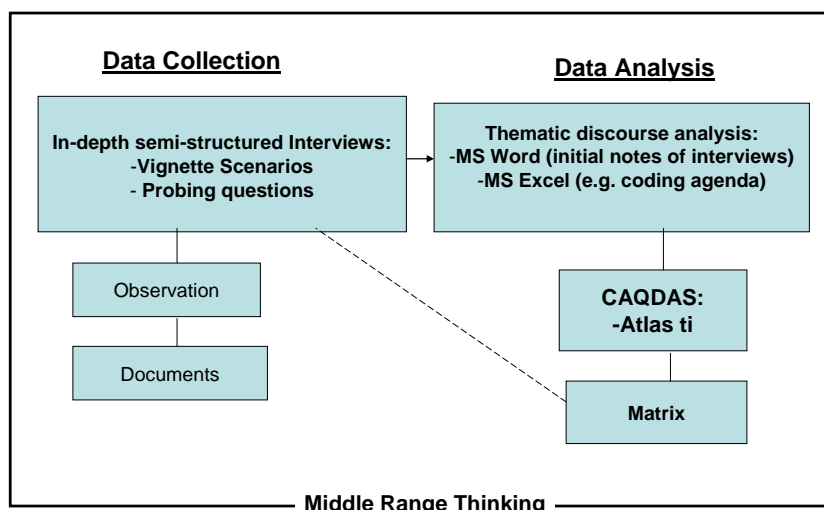 Data Collection
In-depth semi-structured Interviews:
-Vignette Scenarios
- Probing questions
Observation
Documents
Data Analysis
Thematic discourse analysis:
-MS Word (initial notes of interviews)
-MS Excel (e.g. coding agenda)
CAQDAS:
-Atlas ti
Matrix
Middle Range Thinking